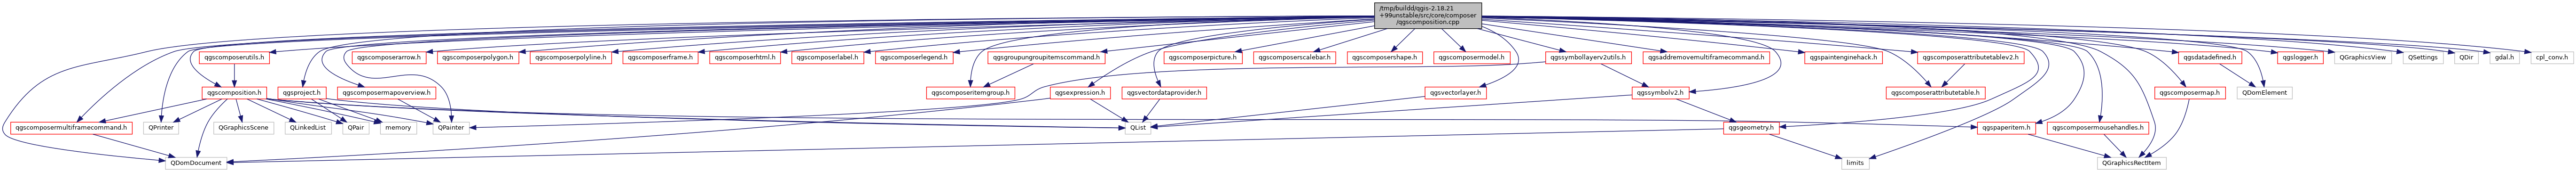 /tmp/buildd/qgis-2.18.21
+99unstable/src/core/composer
/qgscomposition.cpp
qgscomposerutils.h
qgscomposerarrow.h
qgscomposerpolygon.h
qgscomposerpolyline.h
qgscomposerframe.h
qgscomposerhtml.h
qgscomposerlabel.h
qgscomposerlegend.h
qgsgroupungroupitemscommand.h
qgscomposerpicture.h
qgscomposerscalebar.h
qgscomposershape.h
qgscomposermodel.h
qgssymbollayerv2utils.h
qgsaddremovemultiframecommand.h
qgspaintenginehack.h
qgscomposerattributetablev2.h
qgsdatadefined.h
qgslogger.h
QGraphicsView
QSettings
QDir
gdal.h
cpl_conv.h
qgscomposition.h
qgsproject.h
qgscomposermapoverview.h
qgscomposeritemgroup.h
qgsexpression.h
qgsvectordataprovider.h
qgsvectorlayer.h
qgssymbolv2.h
qgscomposerattributetable.h
qgscomposermap.h
QDomElement
qgscomposermultiframecommand.h
QPrinter
QGraphicsScene
QLinkedList
QPair
memory
QPainter
QList
qgsgeometry.h
qgspaperitem.h
qgscomposermousehandles.h
QDomDocument
limits
QGraphicsRectItem